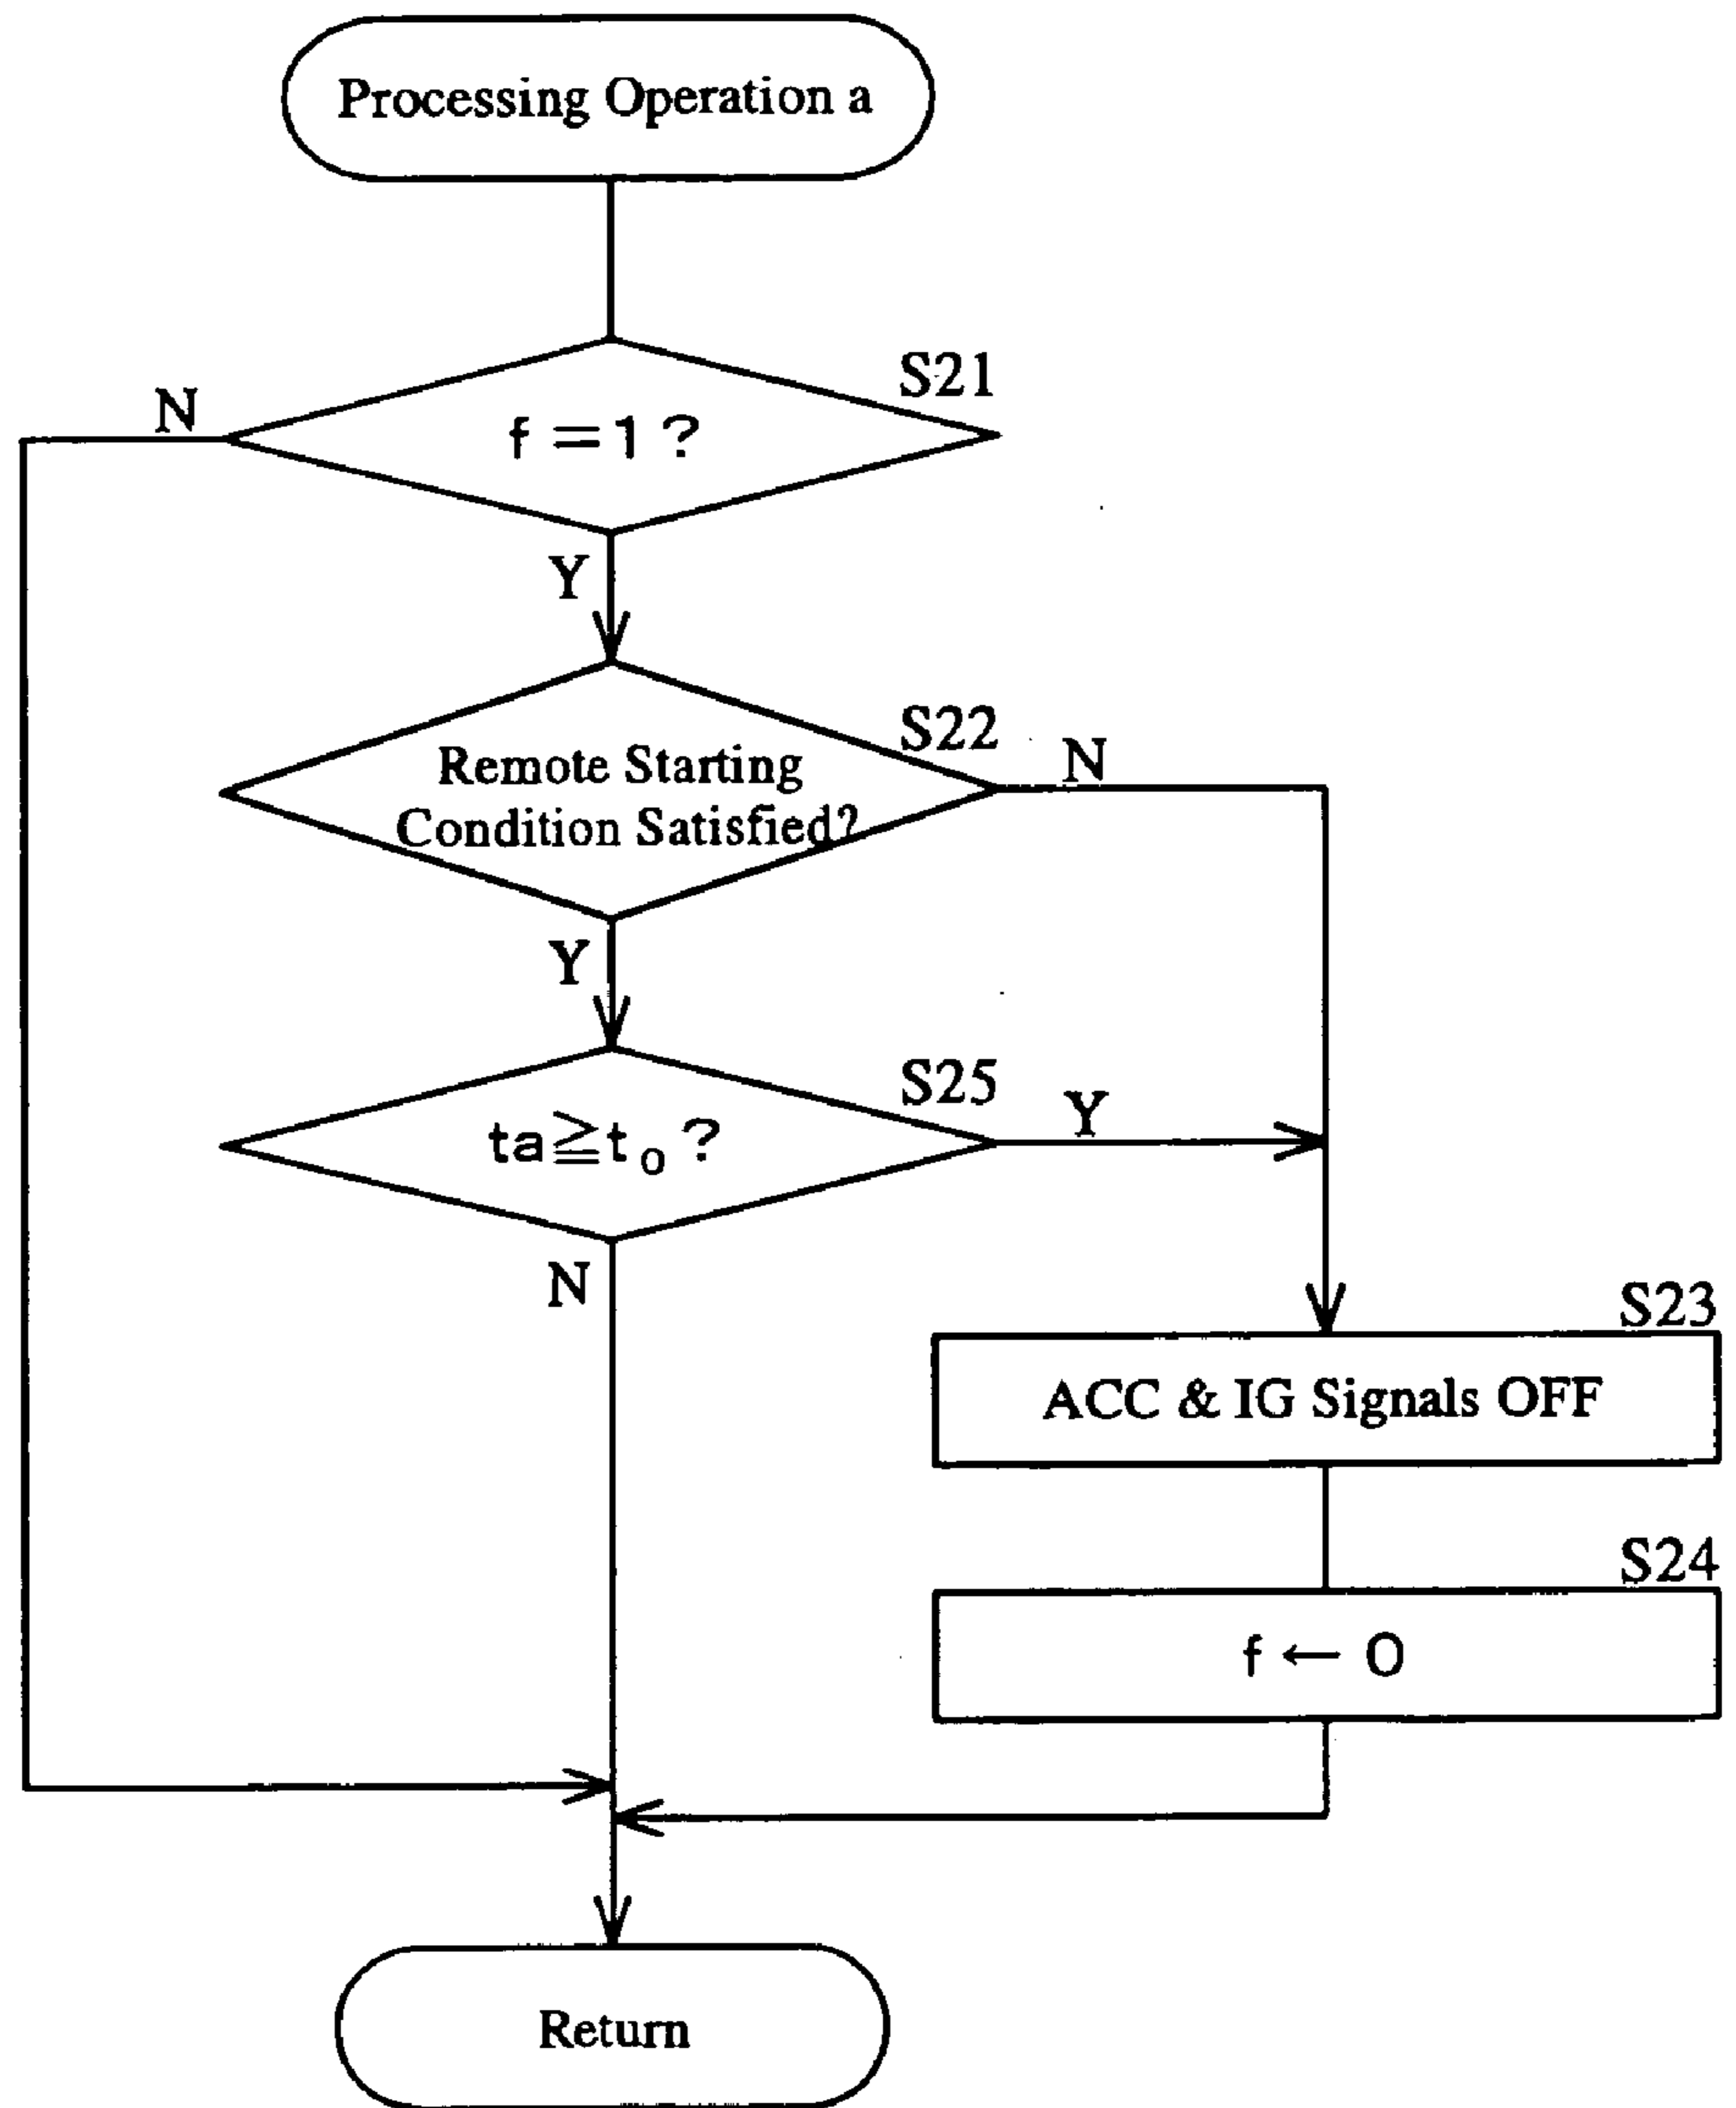 Processing Operation a
S21
N
f = 1 ?
Y
S22
N
Remote Starting
Condition Satisfied?
Y
S25
Y
ta ≧ t₀ ?
N
S23
ACC & IG Signals OFF
S24
f ← 0
Return